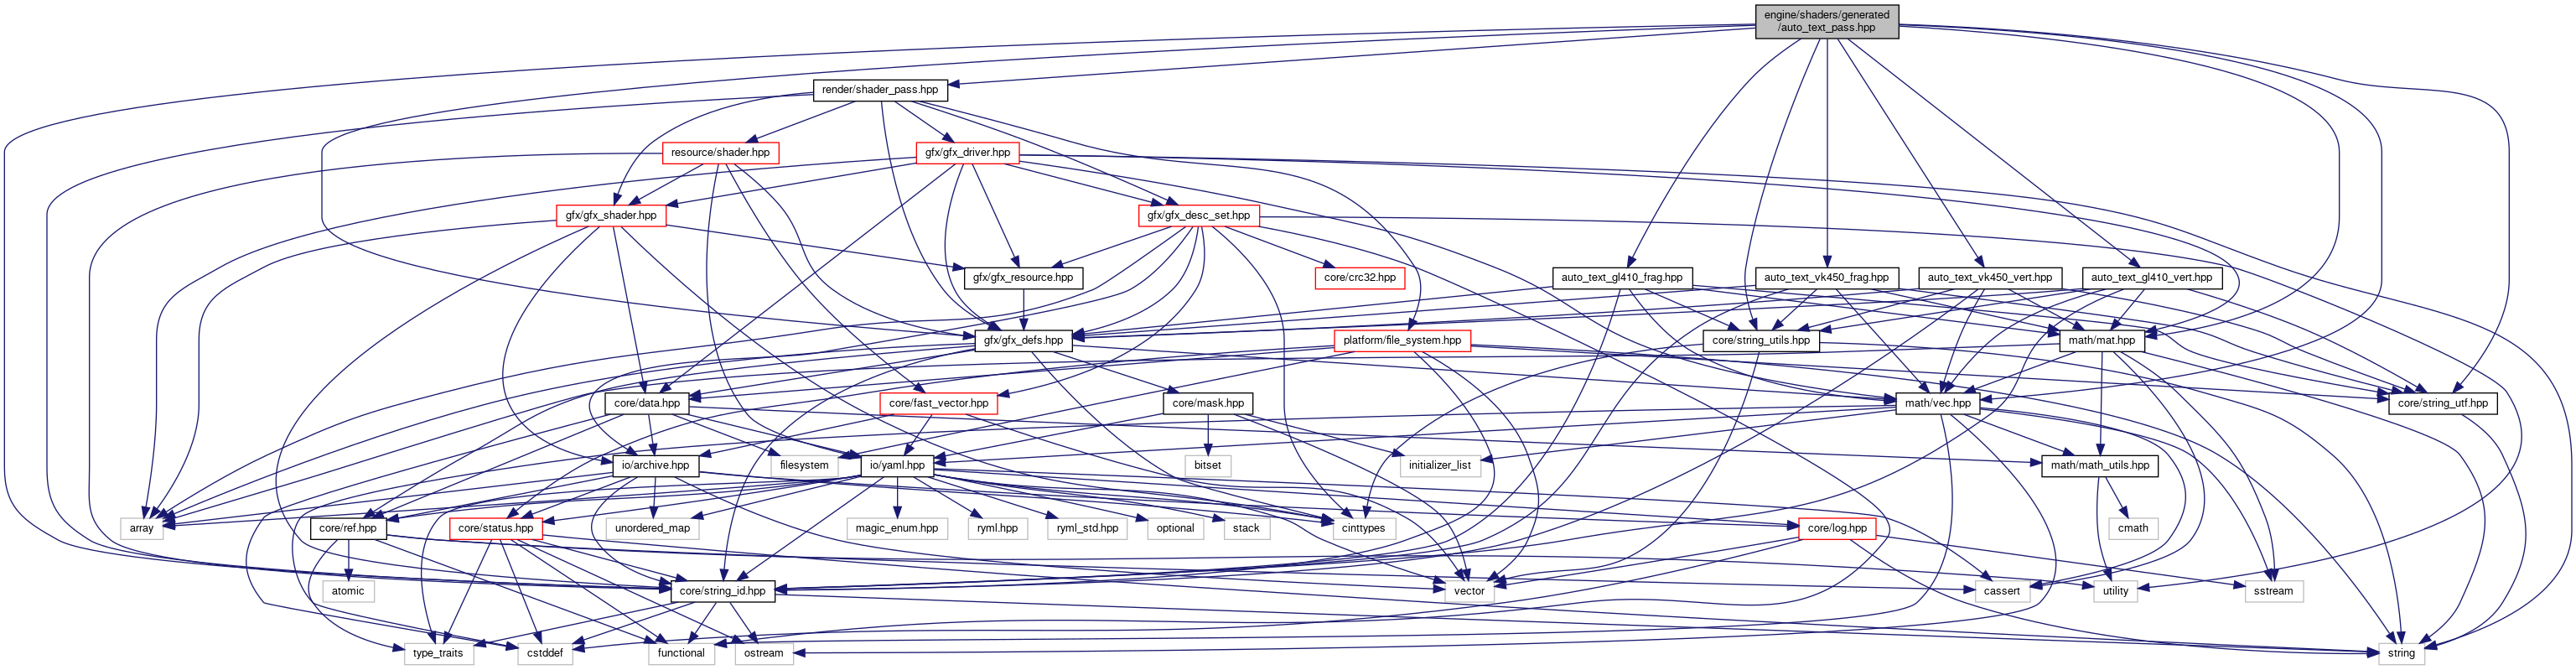 engine/shaders/generated
/auto_text_pass.hpp
render/shader_pass.hpp
resource/shader.hpp
gfx/gfx_driver.hpp
gfx/gfx_shader.hpp
gfx/gfx_desc_set.hpp
gfx/gfx_resource.hpp
core/crc32.hpp
auto_text_gl410_frag.hpp
auto_text_vk450_frag.hpp
auto_text_vk450_vert.hpp
auto_text_gl410_vert.hpp
gfx/gfx_defs.hpp
platform/file_system.hpp
core/string_utils.hpp
math/mat.hpp
core/data.hpp
core/fast_vector.hpp
core/mask.hpp
math/vec.hpp
core/string_utf.hpp
io/archive.hpp
filesystem
io/yaml.hpp
bitset
initializer_list
math/math_utils.hpp
array
core/ref.hpp
core/status.hpp
unordered_map
magic_enum.hpp
ryml.hpp
ryml_std.hpp
optional
stack
cinttypes
core/log.hpp
cmath
atomic
core/string_id.hpp
vector
cassert
utility
sstream
type_traits
cstddef
functional
ostream
string